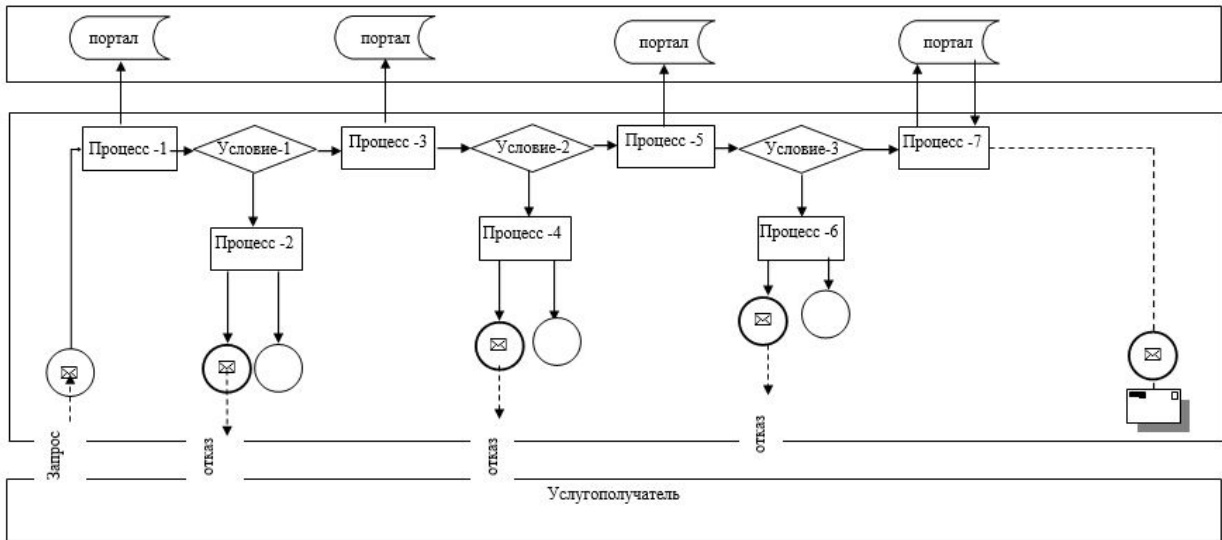 портал
портал
портал
портал
Процесс -1
Условие-1
Процесс -3
Условие-2
Процесс -5
Условие-3
Процесс -7
Процесс -2
Процесс -4
Процесс -6
Запрос
отказ
отказ
отказ
Услугополучатель